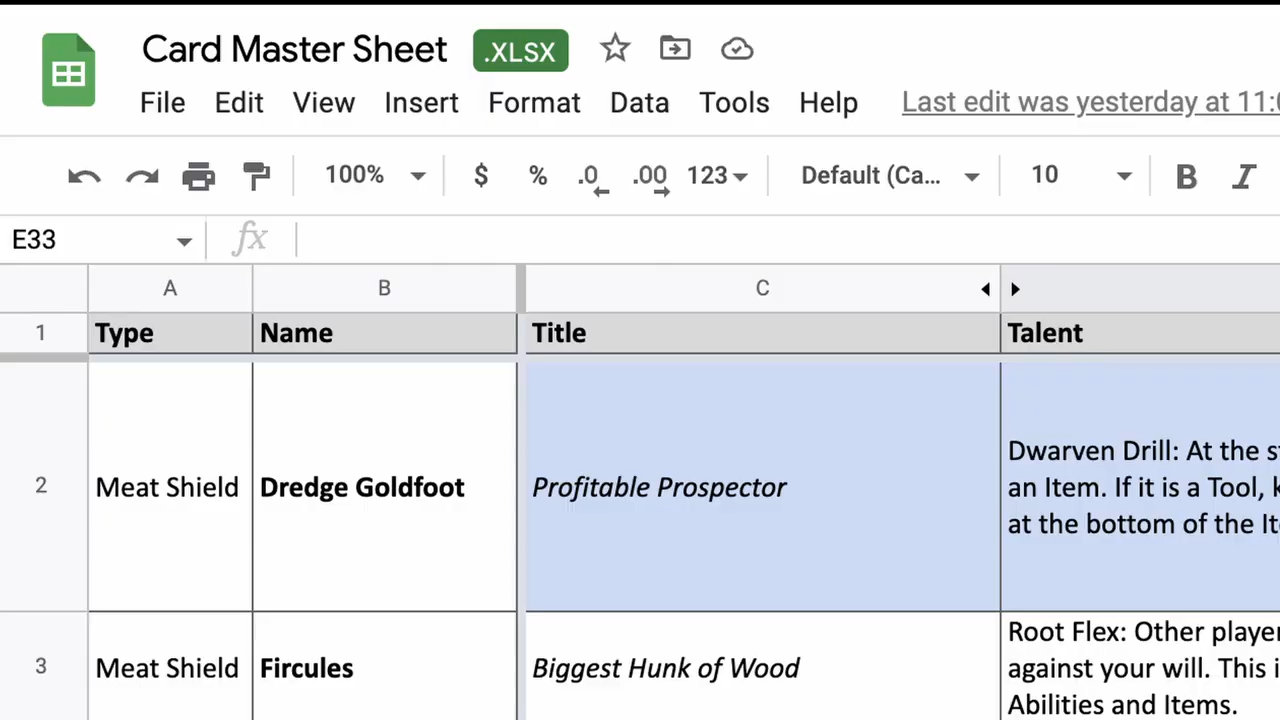 Card Master Sheet .XLSX
File Edit View Insert Format Data Tools Help Last edit was yesterday at 11:
100% $ % .0 .00 123 Default (Ca... 10 B I
E33 fx
A B C
1 Type Name Title Talent
Dwarven Drill: At the
2 Meat Shield Dredge Goldfoot Profitable Prospector an Item. If it is a Tool,
at the bottom of the
Root Flex: Other
3 Meat Shield Fircules Biggest Hunk of Wood against your will. This
Abilities and Items.